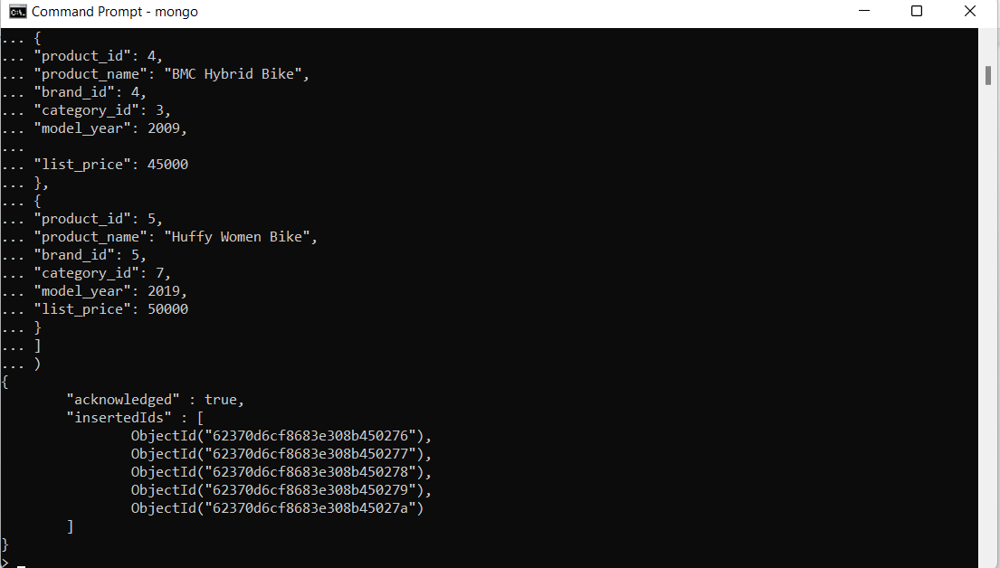 Command Prompt - mongo
... {
... "product_id": 4,
... "product_name": "BMC Hybrid Bike",
... "brand_id": 4,
... "category_id": 3,
... "model_year": 2009,
...
... "list_price": 45000
... },
... {
... "product_id": 5,
... "product_name": "Huffy Women Bike",
... "brand_id": 5,
... "category_id": 7,
... "model_year": 2019,
... "list_price": 50000
... }
... ]
... )
{
        "acknowledged" : true,
        "insertedIds" : [
                ObjectId("62370d6cf8683e308b450276"),
                ObjectId("62370d6cf8683e308b450277"),
                ObjectId("62370d6cf8683e308b450278"),
                ObjectId("62370d6cf8683e308b450279"),
                ObjectId("62370d6cf8683e308b45027a")
        ]
}
> _